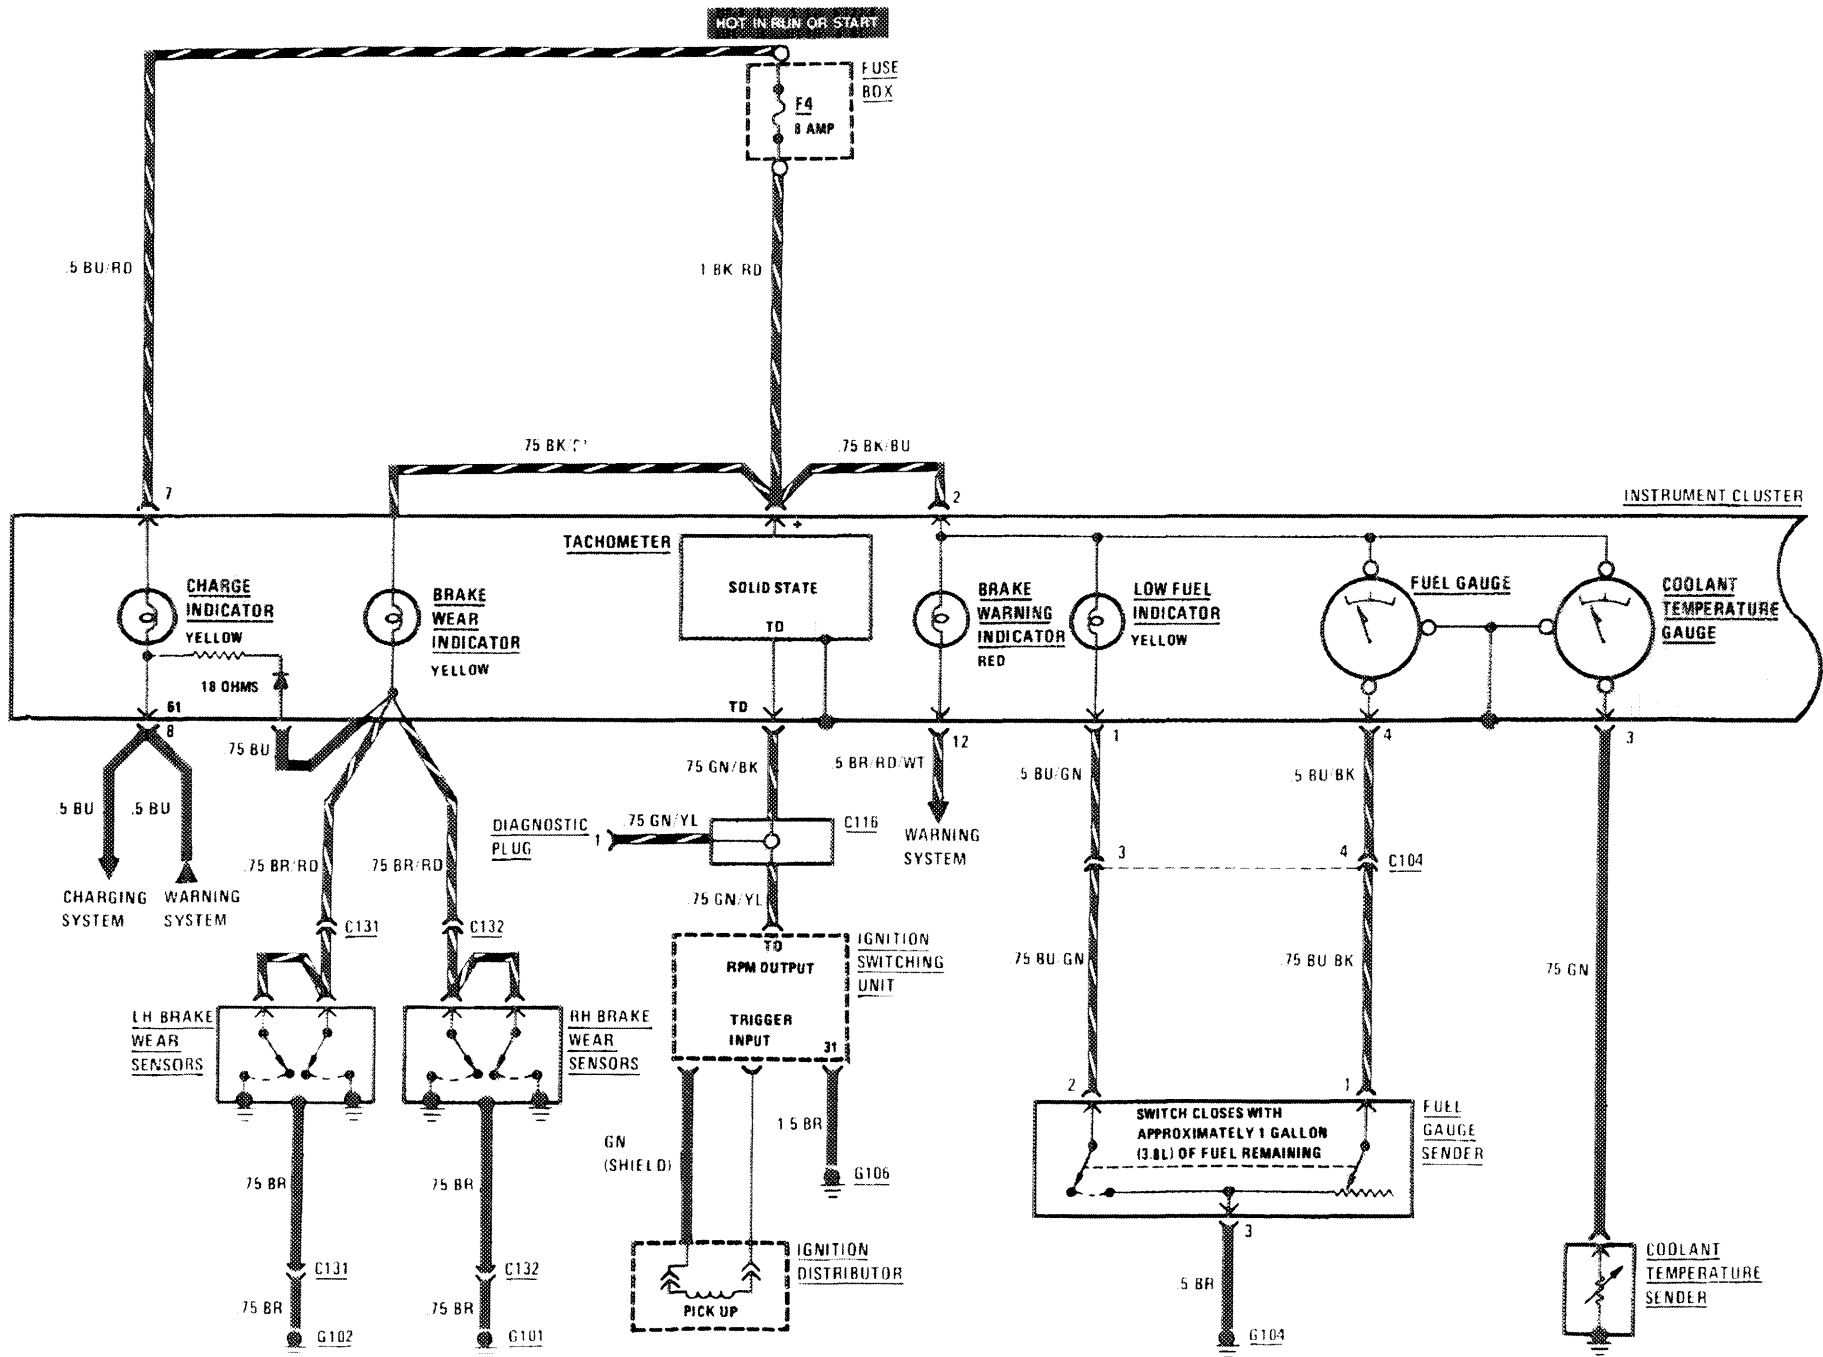 HOT IN RUN OR START
FUSE
BOX
F4
8 AMP
.5 BU/RD
1 BK RD
.75 BK
.75 BK/BU
7
2
INSTRUMENT CLUSTER
+
TACHOMETER
SOLID STATE
TD
CHARGE
INDICATOR
YELLOW
18 OHMS
BRAKE
WEAR
INDICATOR
YELLOW
BRAKE
WARNING
INDICATOR
RED
LOW FUEL
INDICATOR
YELLOW
FUEL GAUGE
COOLANT
TEMPERATURE
GAUGE
61
TD
8
12
1
4
3
75 BU
75 GN/BK
.5 BR/RD/WT
.5 BU/GN
.5 BU/BK
.5 BU
.5 BU
DIAGNOSTIC
PLUG
1
.75 GN/YL
C116
WARNING
SYSTEM
3
4
C104
.75 BR/RD
75 BR/RD
CHARGING
SYSTEM
WARNING
SYSTEM
.75 GN/YL
C131
C132
TD
RPM OUTPUT
TRIGGER
INPUT
31
IGNITION
SWITCHING
UNIT
75 BU GN
.75 BU BK
75 GN
LH BRAKE
WEAR
SENSORS
RH BRAKE
WEAR
SENSORS
2
1
SWITCH CLOSES WITH
APPROXIMATELY 1 GALLON
(3.8L) OF FUEL REMAINING
FUEL
GAUGE
SENDER
GN
(SHIELD)
1 5 BR
G106
75 BR
75 BR
3
IGNITION
DISTRIBUTOR
PICK UP
C131
C132
.5 BR
COOLANT
TEMPERATURE
SENDER
.75 BR
.75 BR
G102
G101
G104